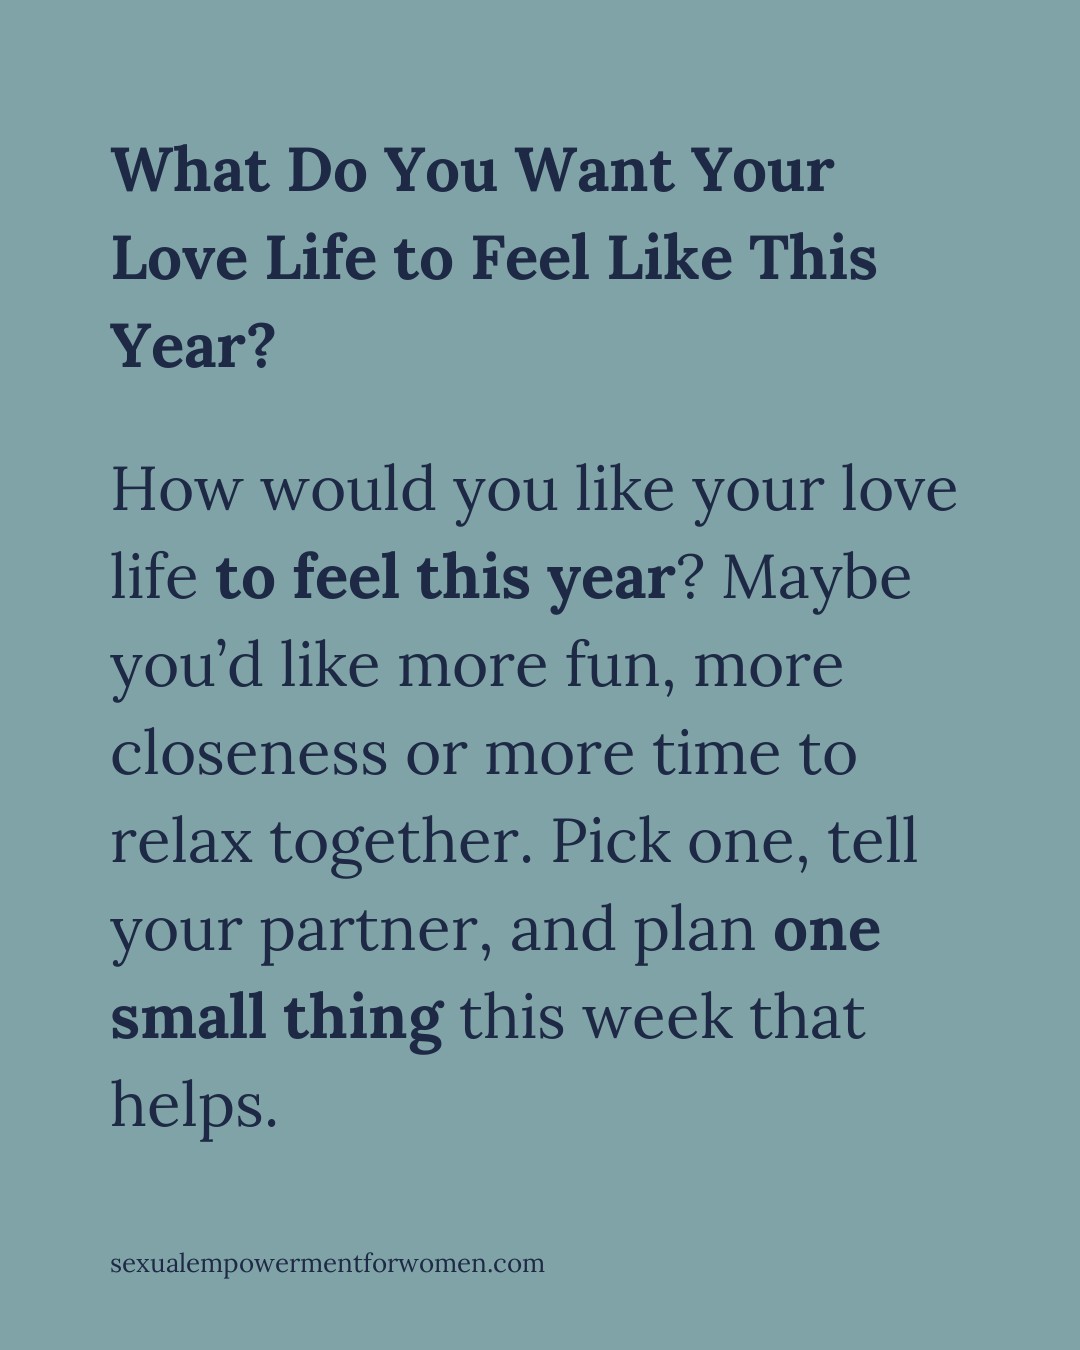 What Do You Want Your
Love Life to Feel Like This
Year?
How would you like your love
life to feel this year? Maybe
you’d like more fun, more
closeness or more time to
relax together. Pick one, tell
your partner, and plan one
small thing this week that
helps.
sexualempowermentforwomen.com